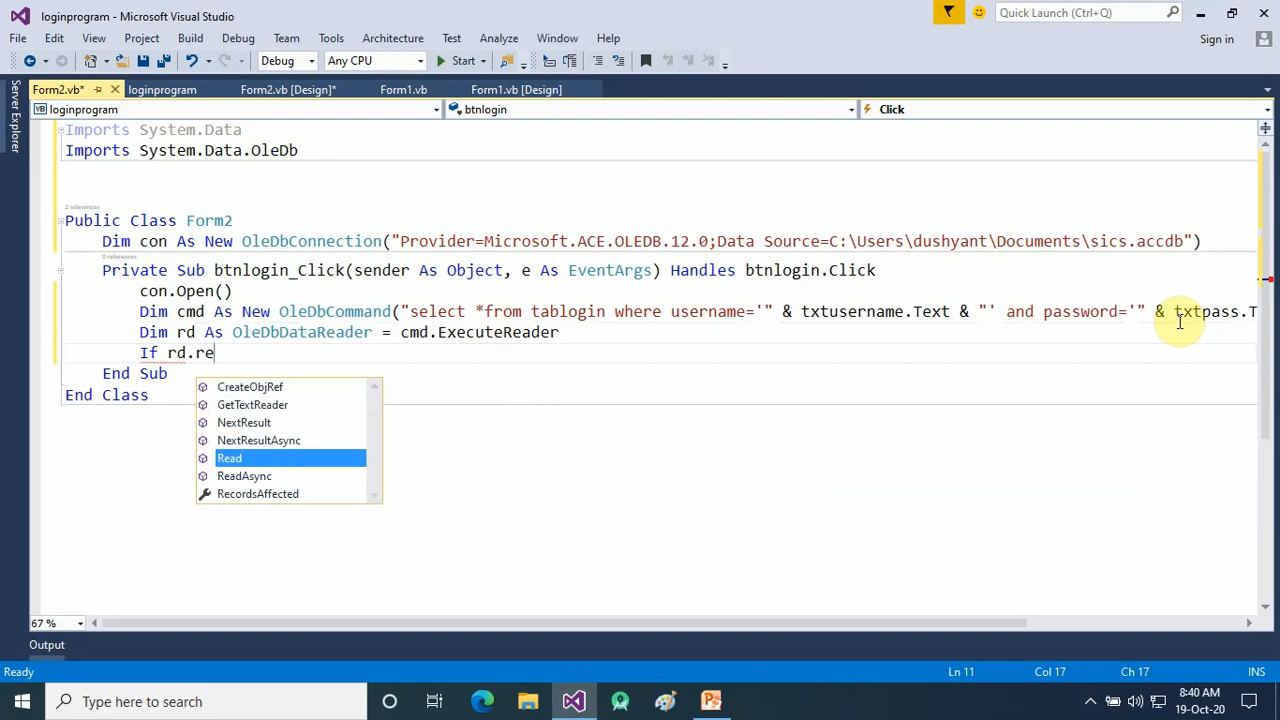 loginprogram - Microsoft Visual Studio
Quick Launch (Ctrl+Q)
File Edit View Project Build Debug Team Tools Architecture Test Analyze Window Help
Sign in
Debug Any CPU Start
Server Explorer
Form2.vb* loginprogram Form2.vb [Design]* Form1.vb Form1.vb [Design]
VB loginprogram btnlogin Click
Imports System.Data
Imports System.Data.OleDb
2 references
Public Class Form2
Dim con As New OleDbConnection("Provider=Microsoft.ACE.OLEDB.12.0;Data Source=C:\Users\dushyant\Documents\sics.accdb")
0 references
Private Sub btnlogin_Click(sender As Object, e As EventArgs) Handles btnlogin.Click
con.Open()
Dim cmd As New OleDbCommand("select *from tablogin where username='" & txtusername.Text & "' and password='" & txtpass.T
Dim rd As OleDbDataReader = cmd.ExecuteReader
If rd.re
End Sub
End Class
CreateObjRef
GetTextReader
NextResult
NextResultAsync
Read
ReadAsync
RecordsAffected
67 %
Output
Ready Ln 11 Col 17 Ch 17 INS
Type here to search
8:40 AM
19-Oct-20